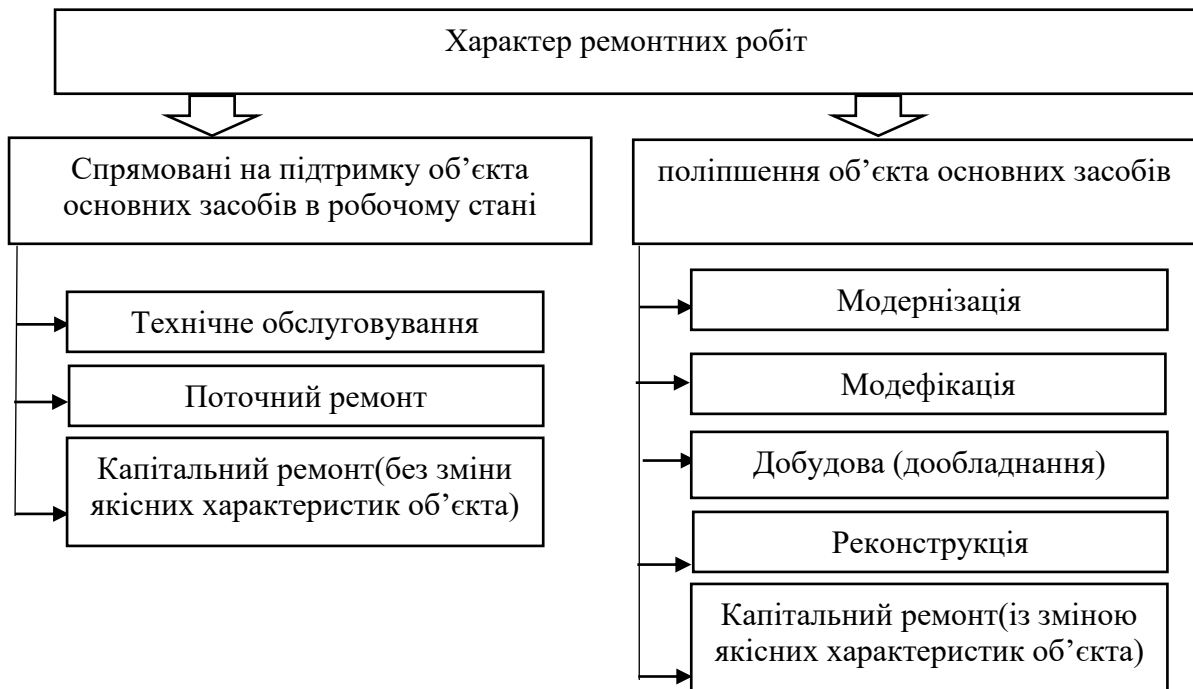 Характер ремонтних робіт
Спрямовані на підтримку об’єкта
основних засобів в робочому стані
Технічне обслуговування
Поточний ремонт
Капітальний ремонт(без зміни
якісних характеристик об’єкта)
поліпшення об’єкта основних засобів
Модернізація
Модефікація
Добудова (дообладнання)
Реконструкція
Капітальний ремонт(із зміною
якісних характеристик об’єкта)